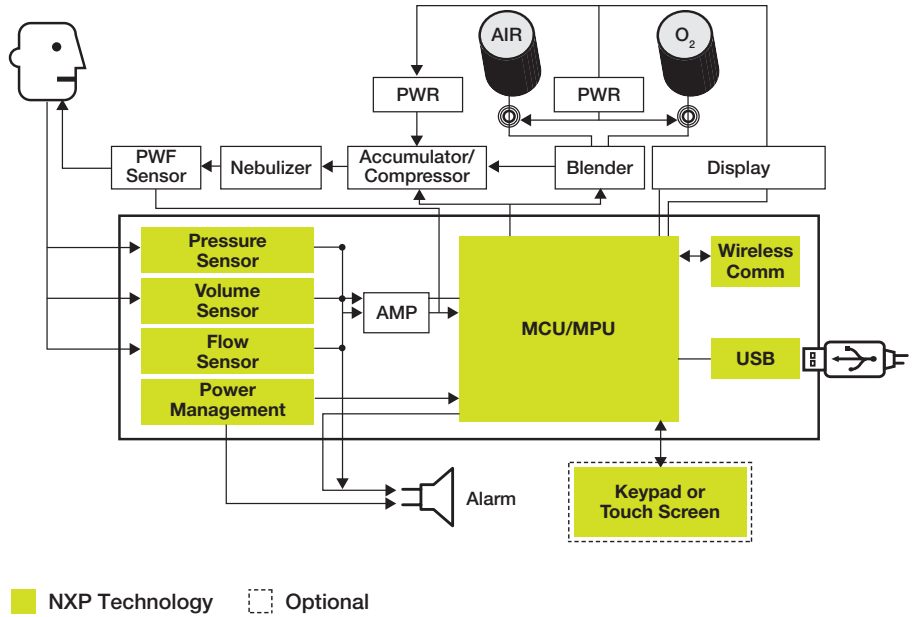 AIR
O2
PWR
PWR
PWF
Sensor
Nebulizer
Accumulator/
Compressor
Blender
Display
Pressure
Sensor
Volume
Sensor
Flow
Sensor
Power
Management
AMP
MCU/MPU
Wireless
Comm
USB
Alarm
Keypad or
Touch Screen
NXP Technology
Optional